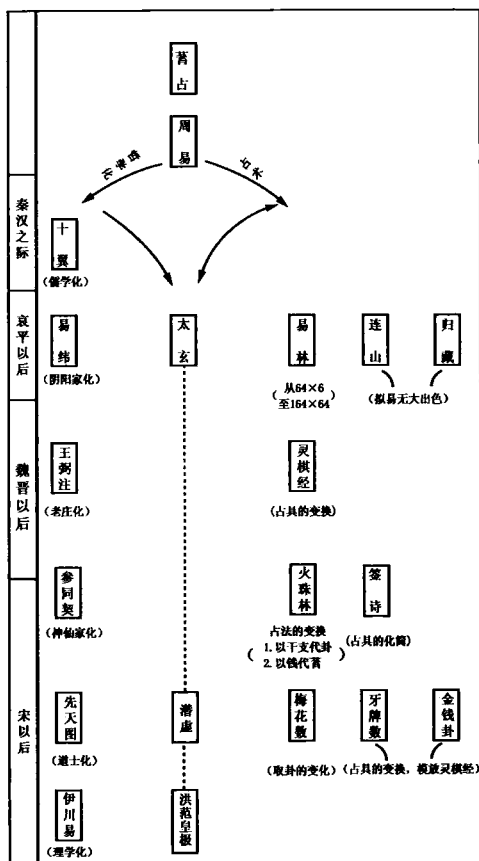 蓍占
周易
哲学化
占术
秦汉之际
十翼
(儒学化)
哀平以后
易纬
太玄
易林
连山
归藏
(阴阳家化)
(从64×6
至164×64)
(拟易无大出色)
魏晋以后
王弼注
灵棋经
(老庄化)
(占具的变换)
参同契
火珠林
签诗
(神仙家化)
占法的变换
(1.以干支代卦
2.以钱代蓍)
(占具的化简)
宋以后
先天图
潜虚
梅花数
牙牌数
金钱卦
(道士化)
(取卦的变化)
(占具的变换，模放灵棋经)
伊川易
洪范皇极
(理学化)